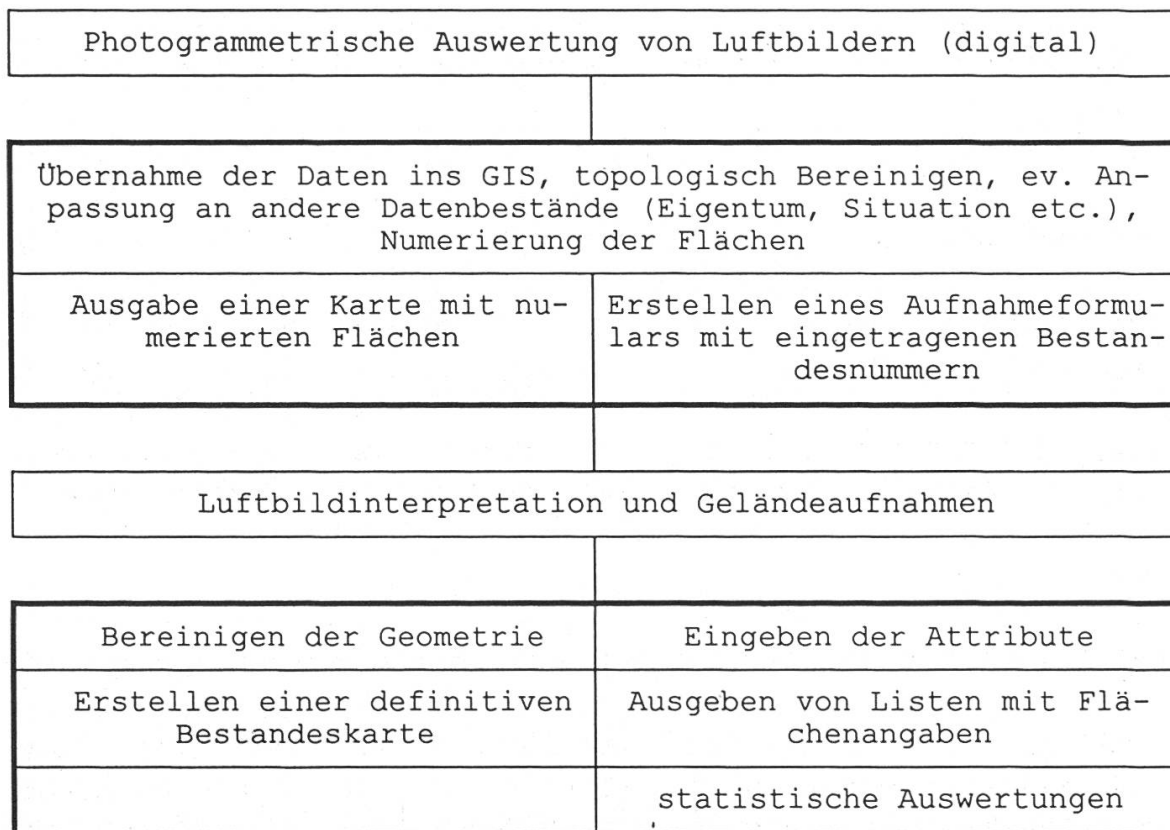 Photogrammetrische Auswertung von Luftbildern (digital)
Übernahme der Daten ins GIS, topologisch Bereinigen, ev. An-
passung an andere Datenbestände (Eigentum, Situation etc.),
Numerierung der Flächen
Ausgabe einer Karte mit nu-
merierten Flächen
Erstellen eines Aufnahmeformu-
lars mit eingetragenen Bestan-
desnummern
Luftbildinterpretation und Geländeaufnahmen
Bereinigen der Geometrie
Eingeben der Attribute
Erstellen einer definitiven
Bestandeskarte
Ausgeben von Listen mit Flä-
chenangaben
statistische Auswertungen